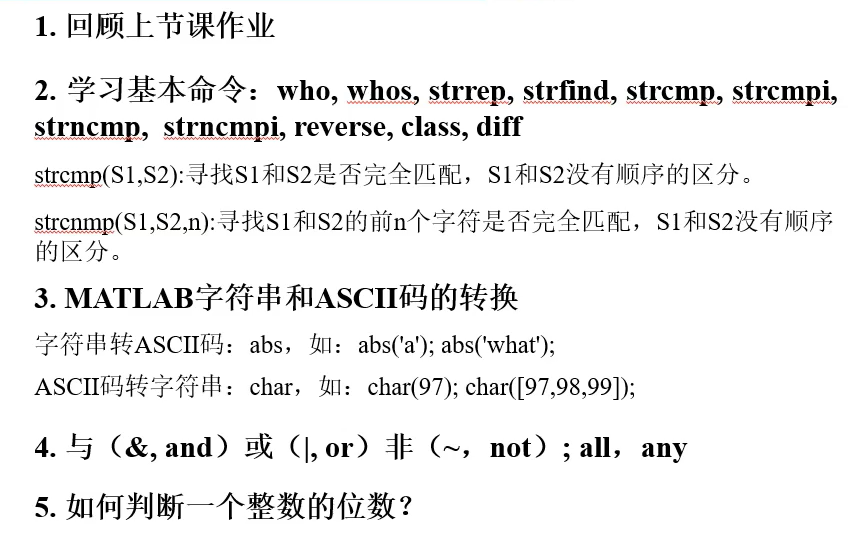 1. 回顾上节课作业
2. 学习基本命令：who, whos, strrep, strfind, strcmp, strcmpi,
strncmp, strncmpi, reverse, class, diff
strcmp(S1,S2):寻找S1和S2是否完全匹配，S1和S2没有顺序的区分。
strcnmp(S1,S2,n):寻找S1和S2的前n个字符是否完全匹配，S1和S2没有顺序
的区分。
3. MATLAB字符串和ASCII码的转换
字符串转ASCII码：abs，如：abs('a'); abs('what');
ASCII码转字符串：char，如：char(97); char([97,98,99]);
4. 与（&, and）或（|, or）非（~，not）; all，any
5. 如何判断一个整数的位数？